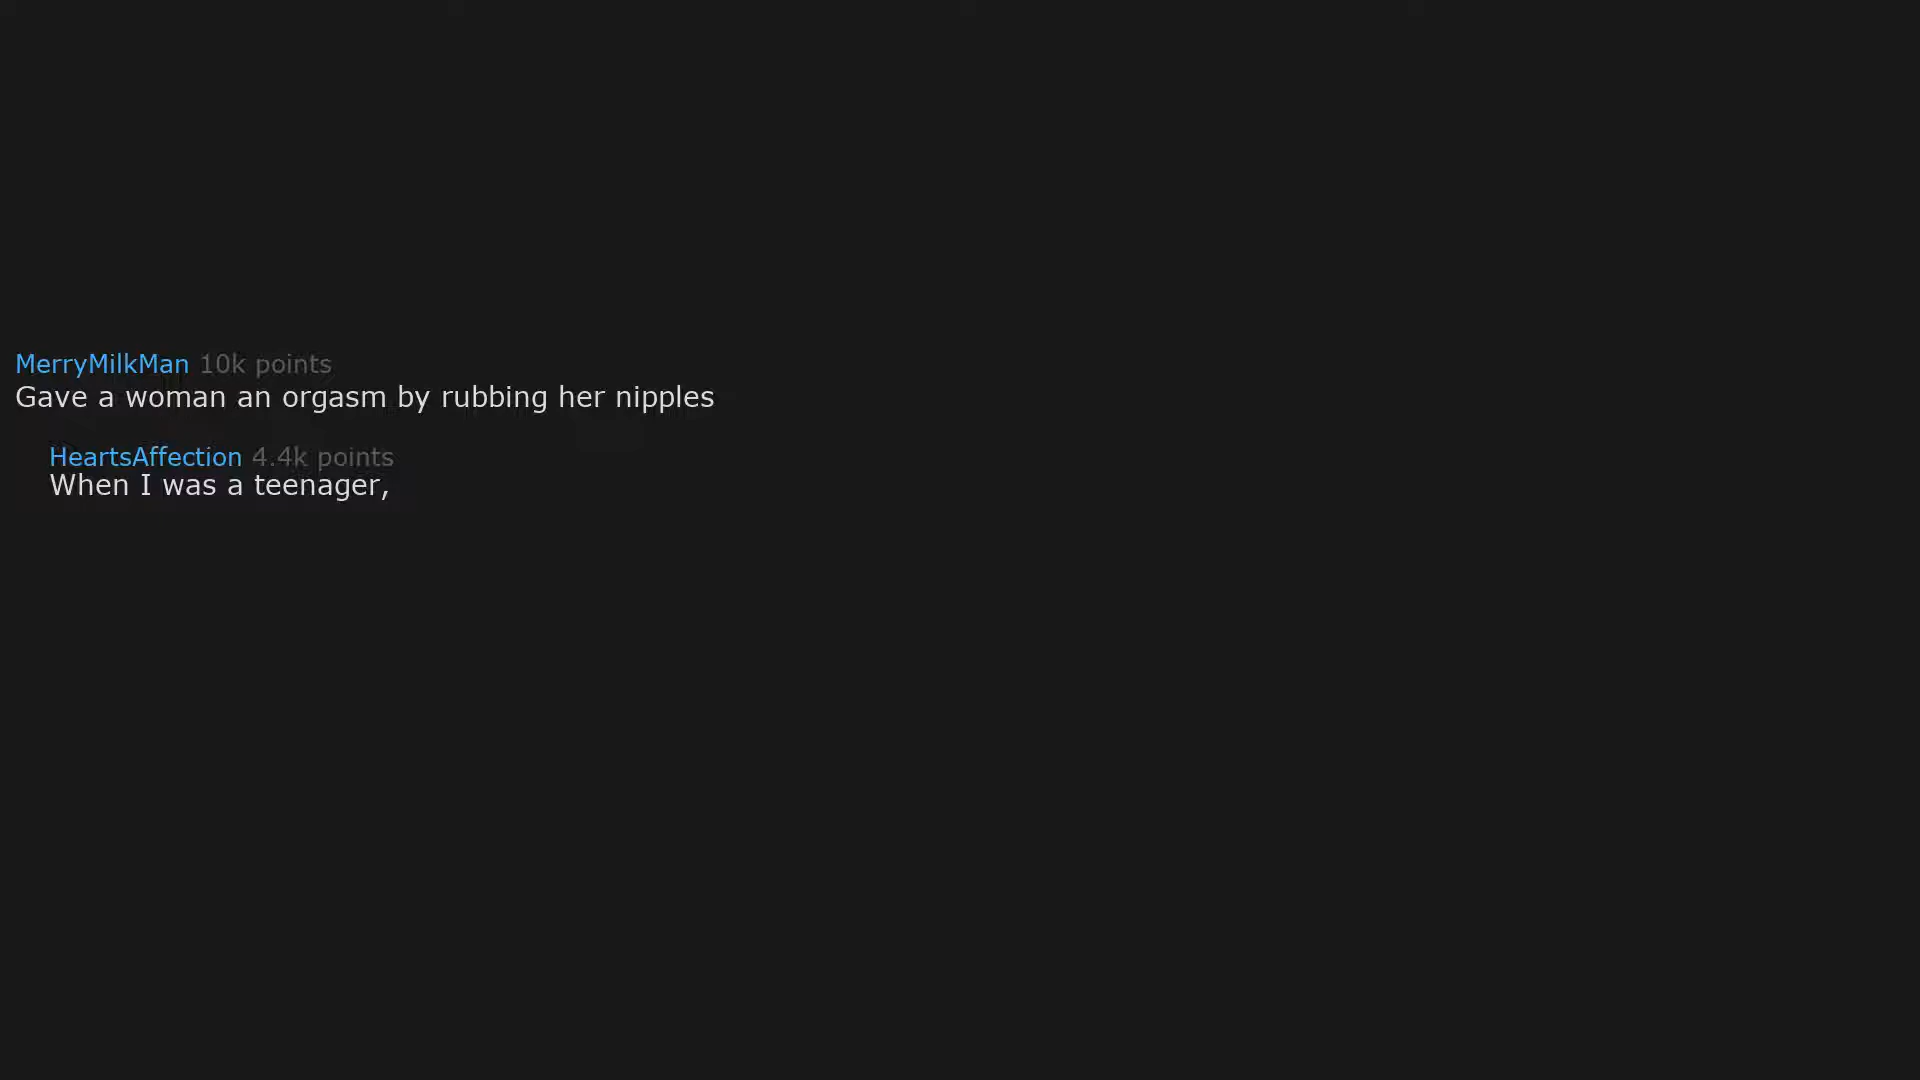 MerryMilkMan 10k points
Gave a woman an orgasm by rubbing her nipples
HeartsAffection 4.4k points
When I was a teenager,